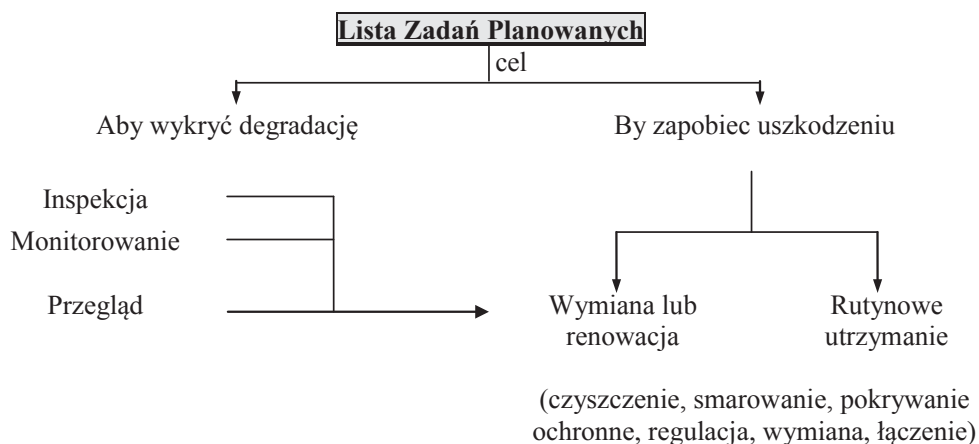 Lista Zadań Planowanych
cel
Aby wykryć degradację
By zapobiec uszkodzeniu
Inspekcja
Monitorowanie
Przegląd
Wymiana lub
renowacja
Rutynowe
utrzymanie
(czyszczenie, smarowanie, pokrywanie
ochronne, regulacja, wymiana, łączenie)